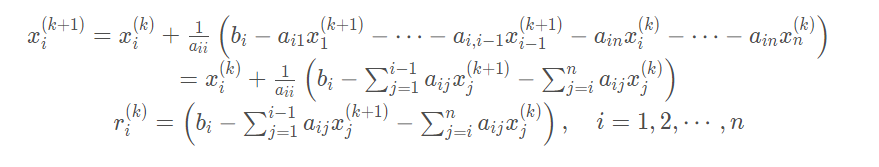 x_i^{(k+1)} = x_i^{(k)} + \frac{1}{a_{ii}} \left( b_i - a_{i1} x_1^{(k+1)} - \cdots - a_{i,i-1} x_{i-1}^{(k+1)} - a_{in} x_i^{(k)} - \cdots - a_{in} x_n^{(k)} \right)
= x_i^{(k)} + \frac{1}{a_{ii}} \left( b_i - \sum_{j=1}^{i-1} a_{ij} x_j^{(k+1)} - \sum_{j=i}^{n} a_{ij} x_j^{(k)} \right)
r_i^{(k)} = \left( b_i - \sum_{j=1}^{i-1} a_{ij} x_j^{(k+1)} - \sum_{j=i}^{n} a_{ij} x_j^{(k)} \right), \quad i = 1, 2, \cdots, n